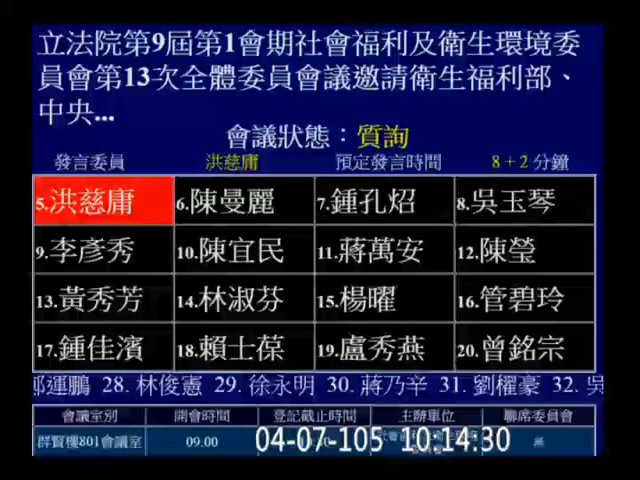 立法院第9屆第1會期社會福利及衛生環境委
員會第13次全體委員會議邀請衛生福利部、
中央...
會議狀態：質詢
發言委員 洪慈庸 預定發言時間 8+2 分鐘
5.洪慈庸 6.陳曼麗 7.鍾孔炤 8.吳玉琴
9.李彥秀 10.陳宜民 11.蔣萬安 12.陳瑩
13.黃秀芳 14.林淑芬 15.楊曜 16.管碧玲
17.鍾佳濱 18.賴士葆 19.盧秀燕 20.曾銘宗
鄭運鵬 28. 林俊憲 29. 徐永明 30. 蔣乃辛 31. 劉櫂豪 32. 吳
會議室別 開會時間 登記截止時間 主辦單位 聯席委員會
群賢樓801會議室 09.00 04-07-105 10:14:30 無